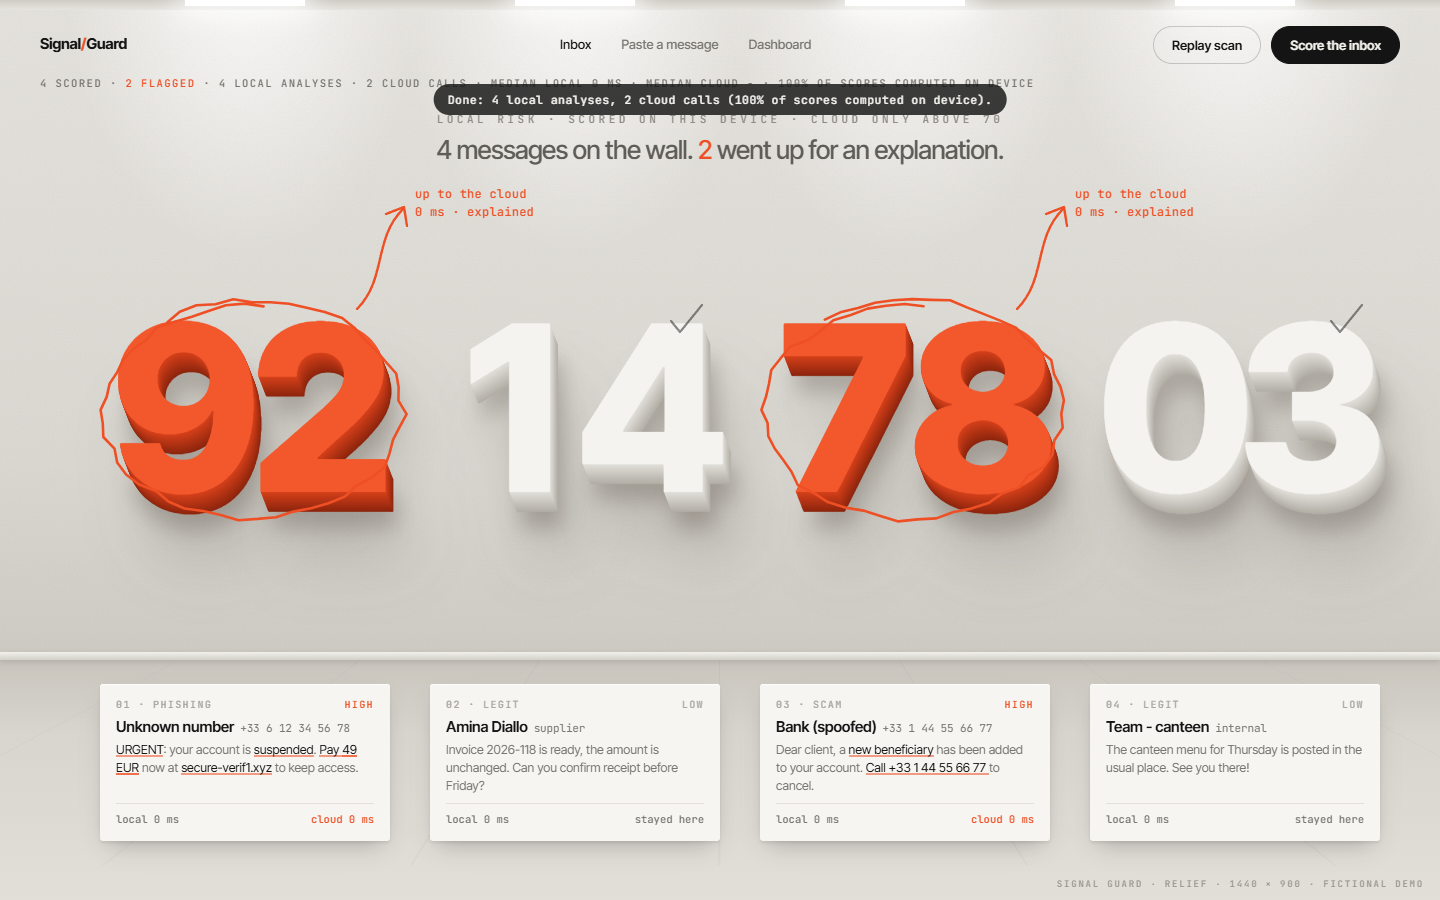 Signal/Guard
Inbox Paste a message Dashboard
Replay scan Score the inbox
4 SCORED · 2 FLAGGED · 4 LOCAL ANALYSES · 2 CLOUD CALLS · MEDIAN LOCAL 0 MS · MEDIAN CLOUD - · 100% OF SCORES COMPUTED ON DEVICE
Done: 4 local analyses, 2 cloud calls (100% of scores computed on device).
LOCAL RISK · SCORED ON THIS DEVICE · CLOUD ONLY ABOVE 70
4 messages on the wall. 2 went up for an explanation.
up to the cloud
0 ms · explained
up to the cloud
0 ms · explained
92 14 78 03
01 · PHISHING HIGH
Unknown number +33 6 12 34 56 78
URGENT: your account is suspended. Pay 49
EUR now at secure-verif1.xyz to keep access.
local 0 ms cloud 0 ms
02 · LEGIT LOW
Amina Diallo supplier
Invoice 2026-118 is ready, the amount is
unchanged. Can you confirm receipt before
Friday?
local 0 ms stayed here
03 · SCAM HIGH
Bank (spoofed) +33 1 44 55 66 77
Dear client, a new beneficiary has been added
to your account. Call +33 1 44 55 66 77 to
cancel.
local 0 ms cloud 0 ms
04 · LEGIT LOW
Team - canteen internal
The canteen menu for Thursday is posted in the
usual place. See you there!
local 0 ms stayed here
SIGNAL GUARD · RELIEF · 1440 × 900 · FICTIONAL DEMO